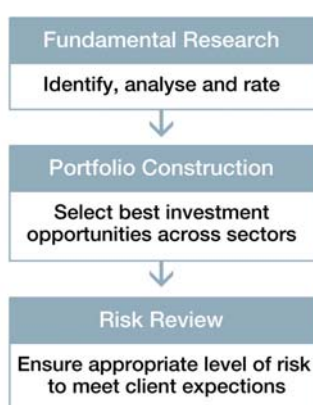 Fundamental Research
Identify, analyse and rate
Portfolio Construction
Select best investment
opportunities across sectors
Risk Review
Ensure appropriate level of risk
to meet client expections